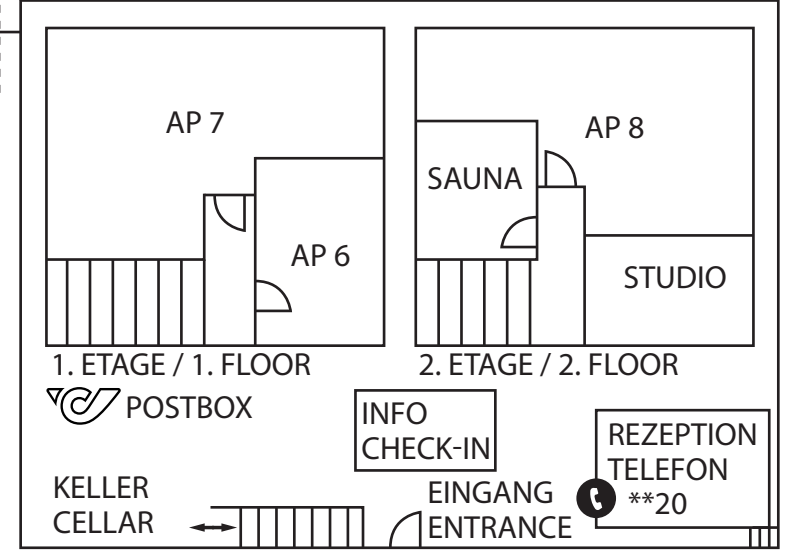 AP 7
AP 6
1. ETAGE / 1. FLOOR
AP 8
SAUNA
STUDIO
2. ETAGE / 2. FLOOR
POSTBOX
INFO
CHECK-IN
REZEPTION
TELEFON
**20
KELLER
CELLAR
EINGANG
ENTRANCE